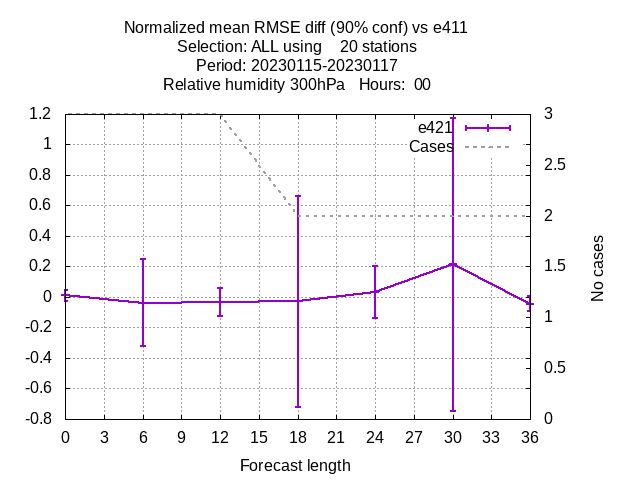 Normalized mean RMSE diff (90% conf) vs e411
Selection: ALL using    20 stations
Period: 20230115-20230117
Relative humidity 300hPa   Hours:  00
e421
Cases
1.2
1
0.8
0.6
0.4
0.2
0
-0.2
-0.4
-0.6
-0.8
3
2.5
2
1.5
1
0.5
0
No cases
0 3 6 9 12 15 18 21 24 27 30 33 36
Forecast length